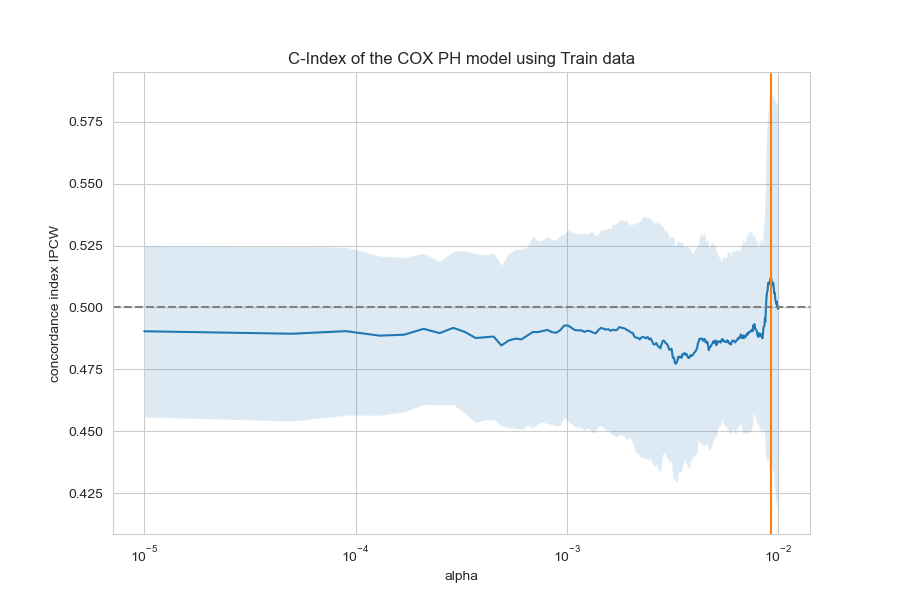 C-Index of the COX PH model using Train data
concordance index IPCW
0.575
0.550
0.525
0.500
0.475
0.450
0.425
10⁻⁵ 10⁻⁴ 10⁻³ 10⁻²
alpha